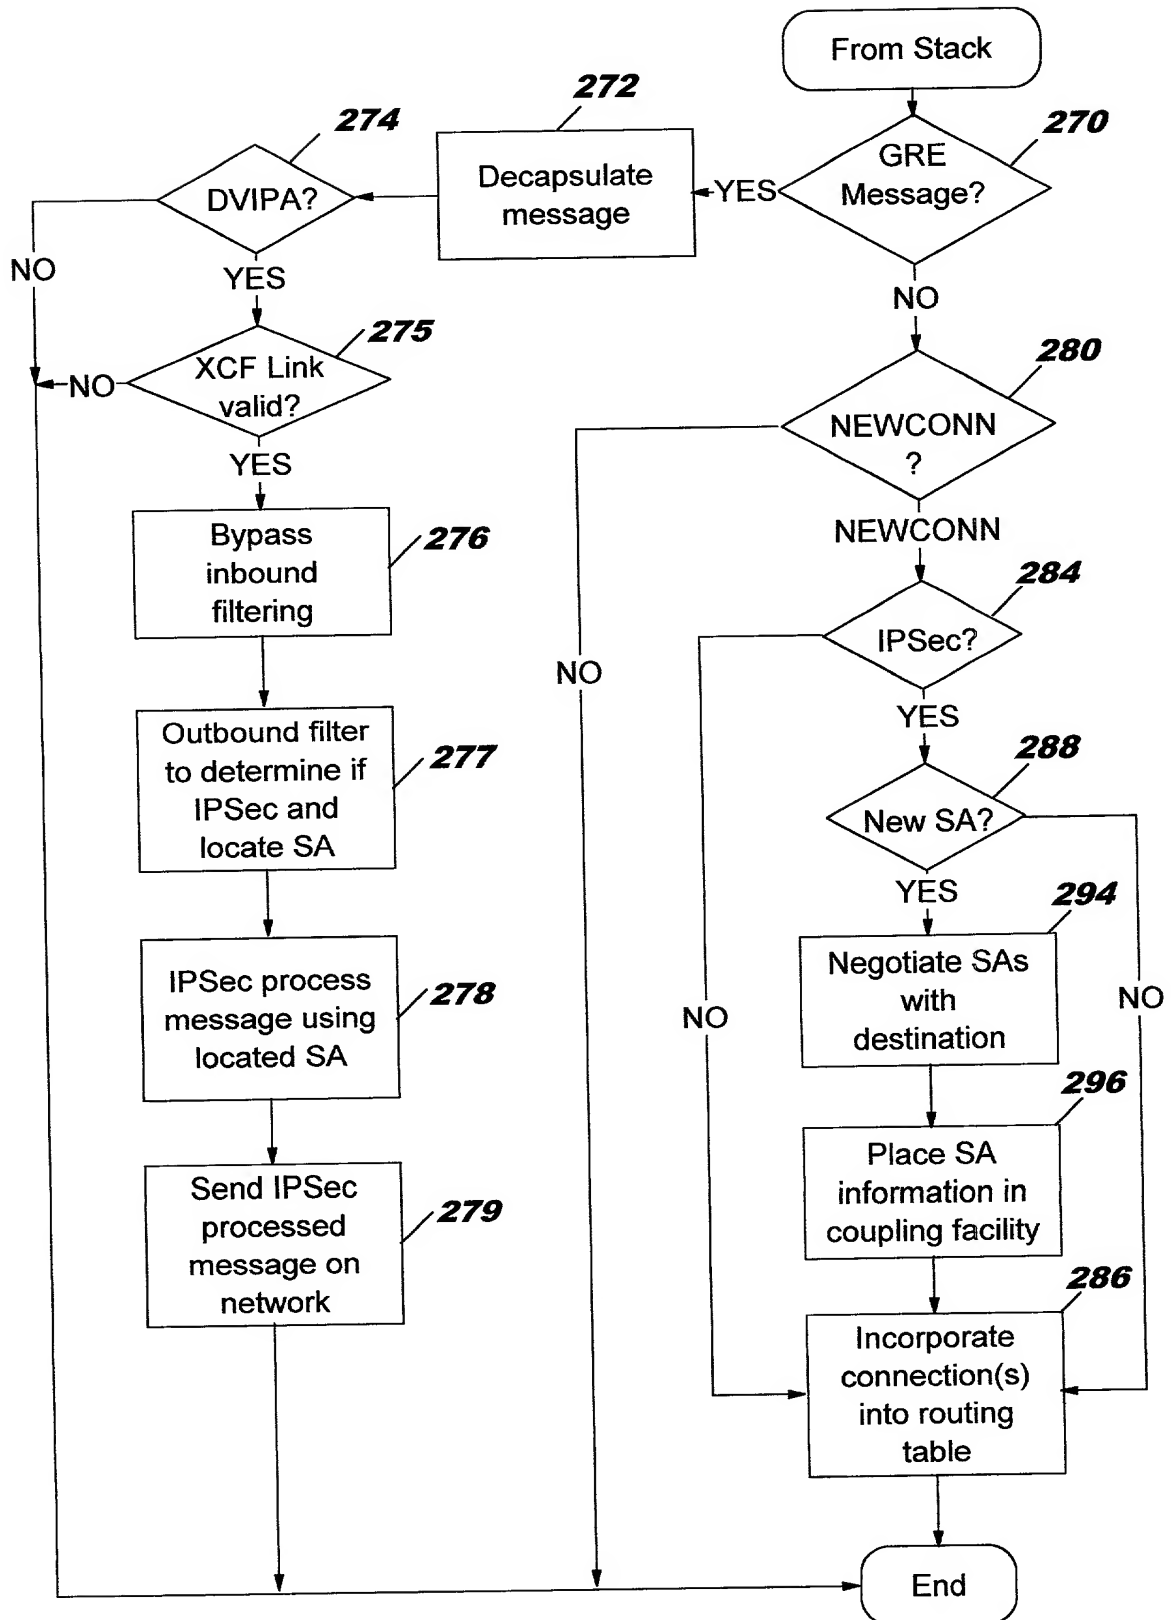 From Stack
270
GRE
Message?
YES
272
Decapsulate
message
274
DVIPA?
NO
YES
275
XCF Link
valid?
NO
YES
Bypass
inbound
filtering
276
Outbound filter
to determine if
IPSec and
locate SA
277
IPSec process
message using
located SA
278
Send IPSec
processed
message on
network
279
NO
280
NEWCONN
?
NO
NEWCONN
284
IPSec?
NO
YES
288
New SA?
NO
YES
294
Negotiate SAs
with
destination
296
Place SA
information in
coupling facility
286
Incorporate
connection(s)
into routing
table
End